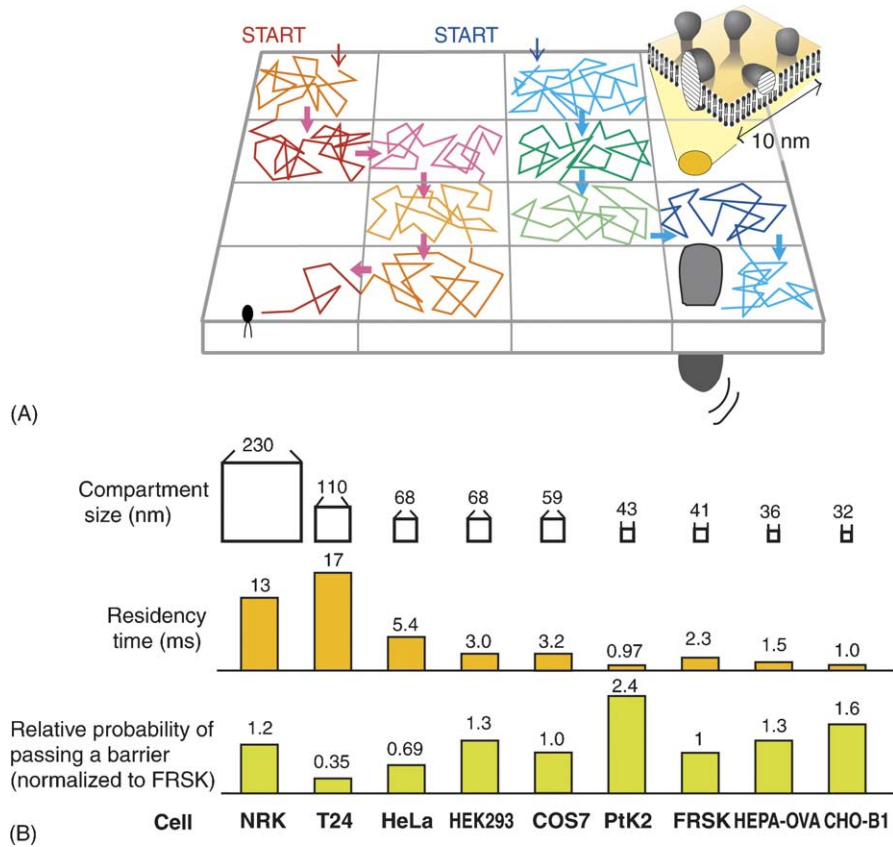 START
START
10 nm
(A)
Compartment
size (nm)
230
110
68
68
59
43
41
36
32
Residency
time (ms)
13
17
5.4
3.0
3.2
0.97
2.3
1.5
1.0
Relative probability of
passing a barrier
(normalized to FRSK)
1.2
0.35
0.69
1.3
1.0
2.4
1
1.3
1.6
(B)
Cell NRK T24 HeLa HEK293 COS7 PtK2 FRSK HEPA-OVA CHO-B1